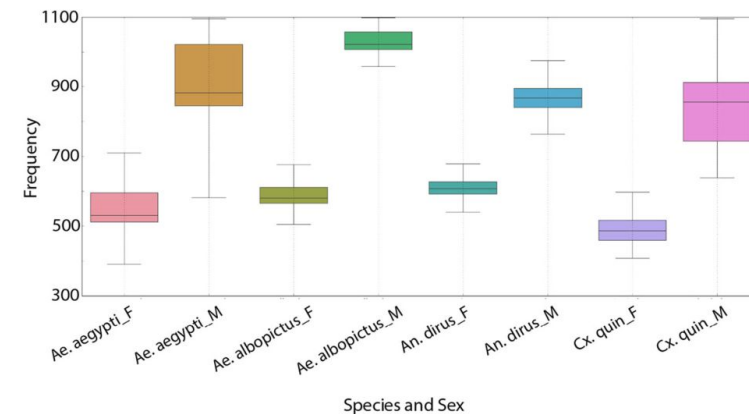 1100
900
700
500
300
Frequency
Ae. aegypti_F
Ae. aegypti_M
Ae. albopictus_F
Ae. albopictus_M
An. dirus_F
An. dirus_M
Cx. quin_F
Cx. quin_M
Species and Sex